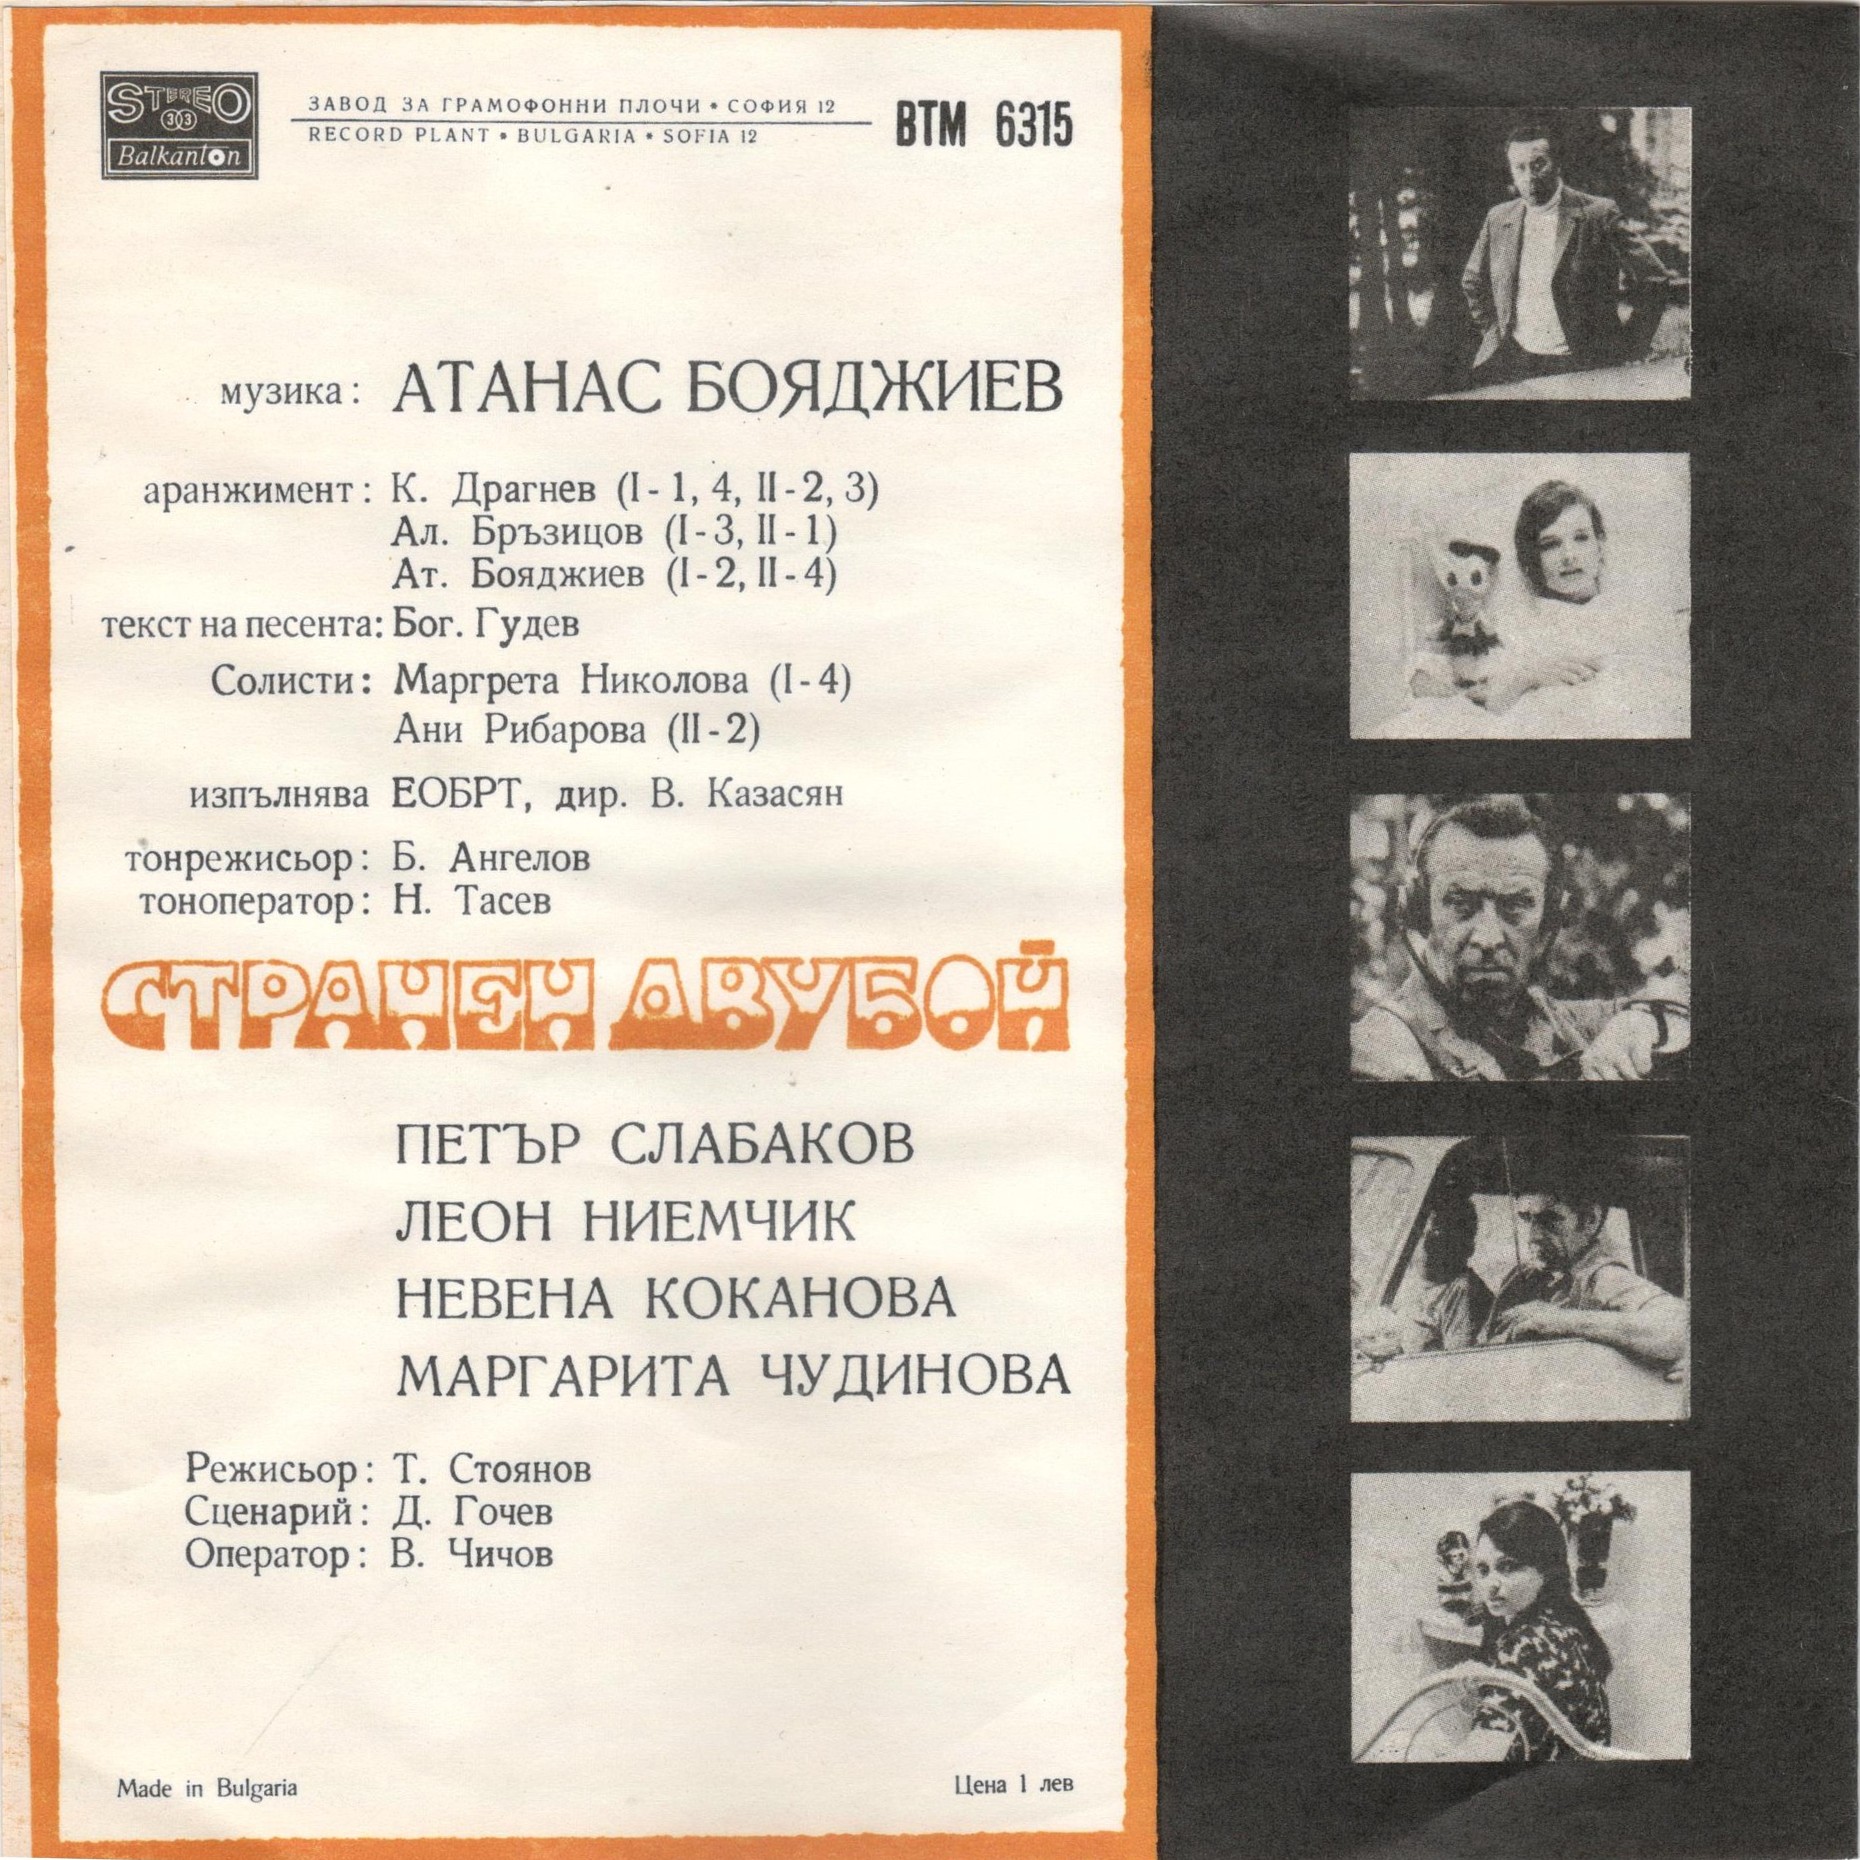 STEREO
33
Balkanton
ЗАВОД ЗА ГРАМОФОННИ ПЛОЧИ • СОФИЯ 12
RECORD PLANT • BULGARIA • SOFIA 12
ВТМ 6315
музика: АТАНАС БОЯДЖИЕВ
аранжимент: К. Драгнев (I - 1, 4, II - 2, 3)
Ал. Бръзицов (I - 3, II - 1)
Ат. Бояджиев (I - 2, II - 4)
текст на песента: Бог. Гудев
Солисти: Маргрета Николова (I - 4)
Ани Рибарова (II - 2)
изпълнява ЕОБРТ, дир. В. Казасян
тонрежисьор: Б. Ангелов
тоноператор: Н. Тасев
СТРАНЕН ДВУБОЙ
ПЕТЪР СЛАБАКОВ
ЛЕОН НИЕМЧИК
НЕВЕНА КОКАНОВА
МАРГАРИТА ЧУДИНОВА
Режисьор: Т. Стоянов
Сценарий: Д. Гочев
Оператор: В. Чичов
Made in Bulgaria
Цена 1 лев